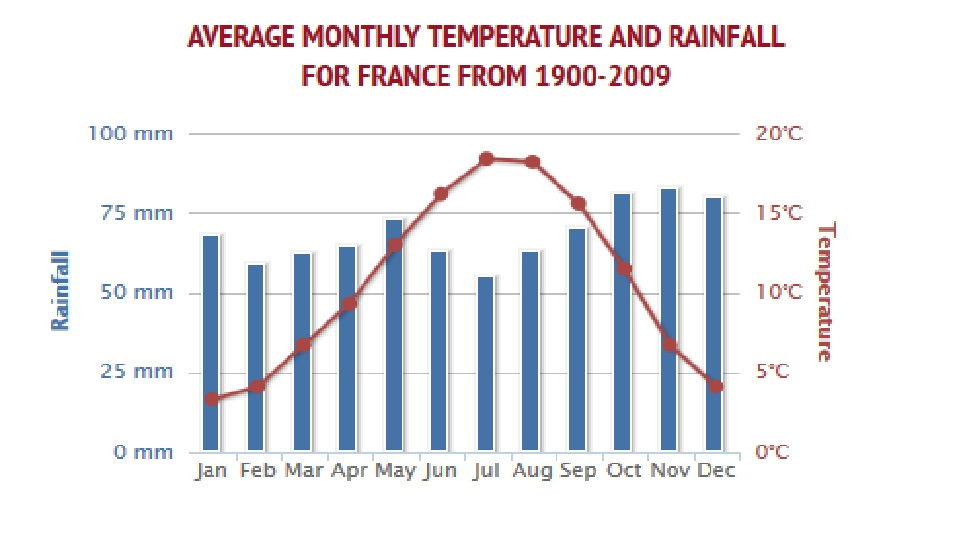 AVERAGE MONTHLY TEMPERATURE AND RAINFALL
FOR FRANCE FROM 1900-2009
100 mm
75 mm
50 mm
25 mm
0 mm
Rainfall
20°C
15°C
10°C
5°C
0°C
Temperature
Jan Feb Mar Apr May Jun Jul Aug Sep Oct Nov Dec